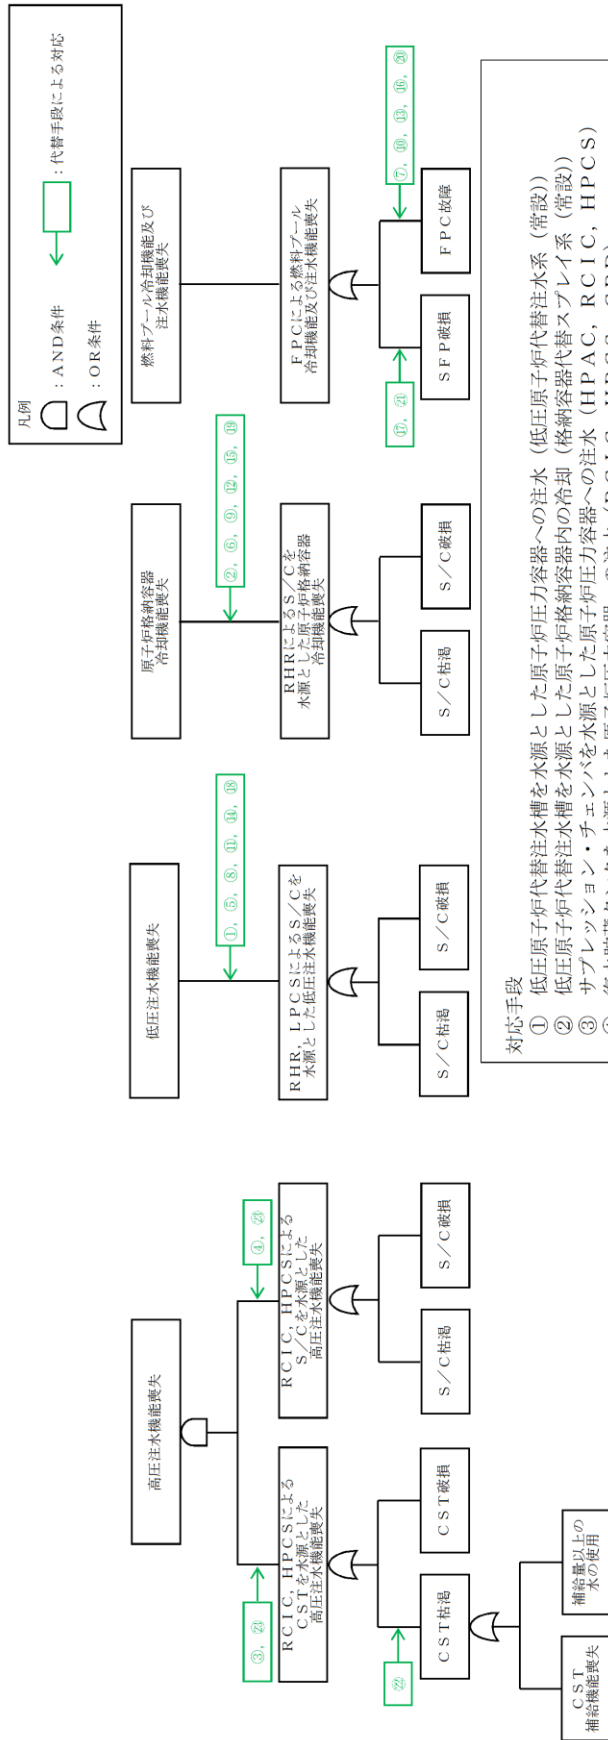 凡例
：AND条件
：OR条件
：代替手段による対応
高圧注水機能喪失
③，㉓
④，㉓
RCIC，HPCSによる
CSTを水源とした
高圧注水機能喪失
RCIC，HPCSによる
S／Cを水源とした
高圧注水機能喪失
㉒
CST枯渇
CST破損
S／C枯渇
S／C破損
CST
補給機能喪失
補給量以上の
水の使用
低圧注水機能喪失
①，⑤，⑧，⑪，⑭，⑱
RHR，LPCSによるS／Cを
水源とした低圧注水機能喪失
S／C枯渇
S／C破損
原子炉格納容器
冷却機能喪失
②，⑥，⑨，⑫，⑮，⑲
RHRによるS／Cを
水源とした原子炉格納容器
冷却機能喪失
S／C枯渇
S／C破損
燃料プール冷却機能及び
注水機能喪失
FPCによる燃料プール
冷却機能及び注水機能喪失
⑰，㉑
⑦，⑩，⑬，⑯，⑳
SFP破損
FPC故障
対応手段
① 低圧原子炉代替注水槽を水源とした原子炉圧力容器への注水（低圧原子炉代替注水系（常設））
② 低圧原子炉代替注水槽を水源とした原子炉格納容器内の冷却（格納容器代替スプレイ系（常設））
③ サプレッション・チェンバを水源とした原子炉圧力容器への注水（HPAC，RCIC，HPCS）